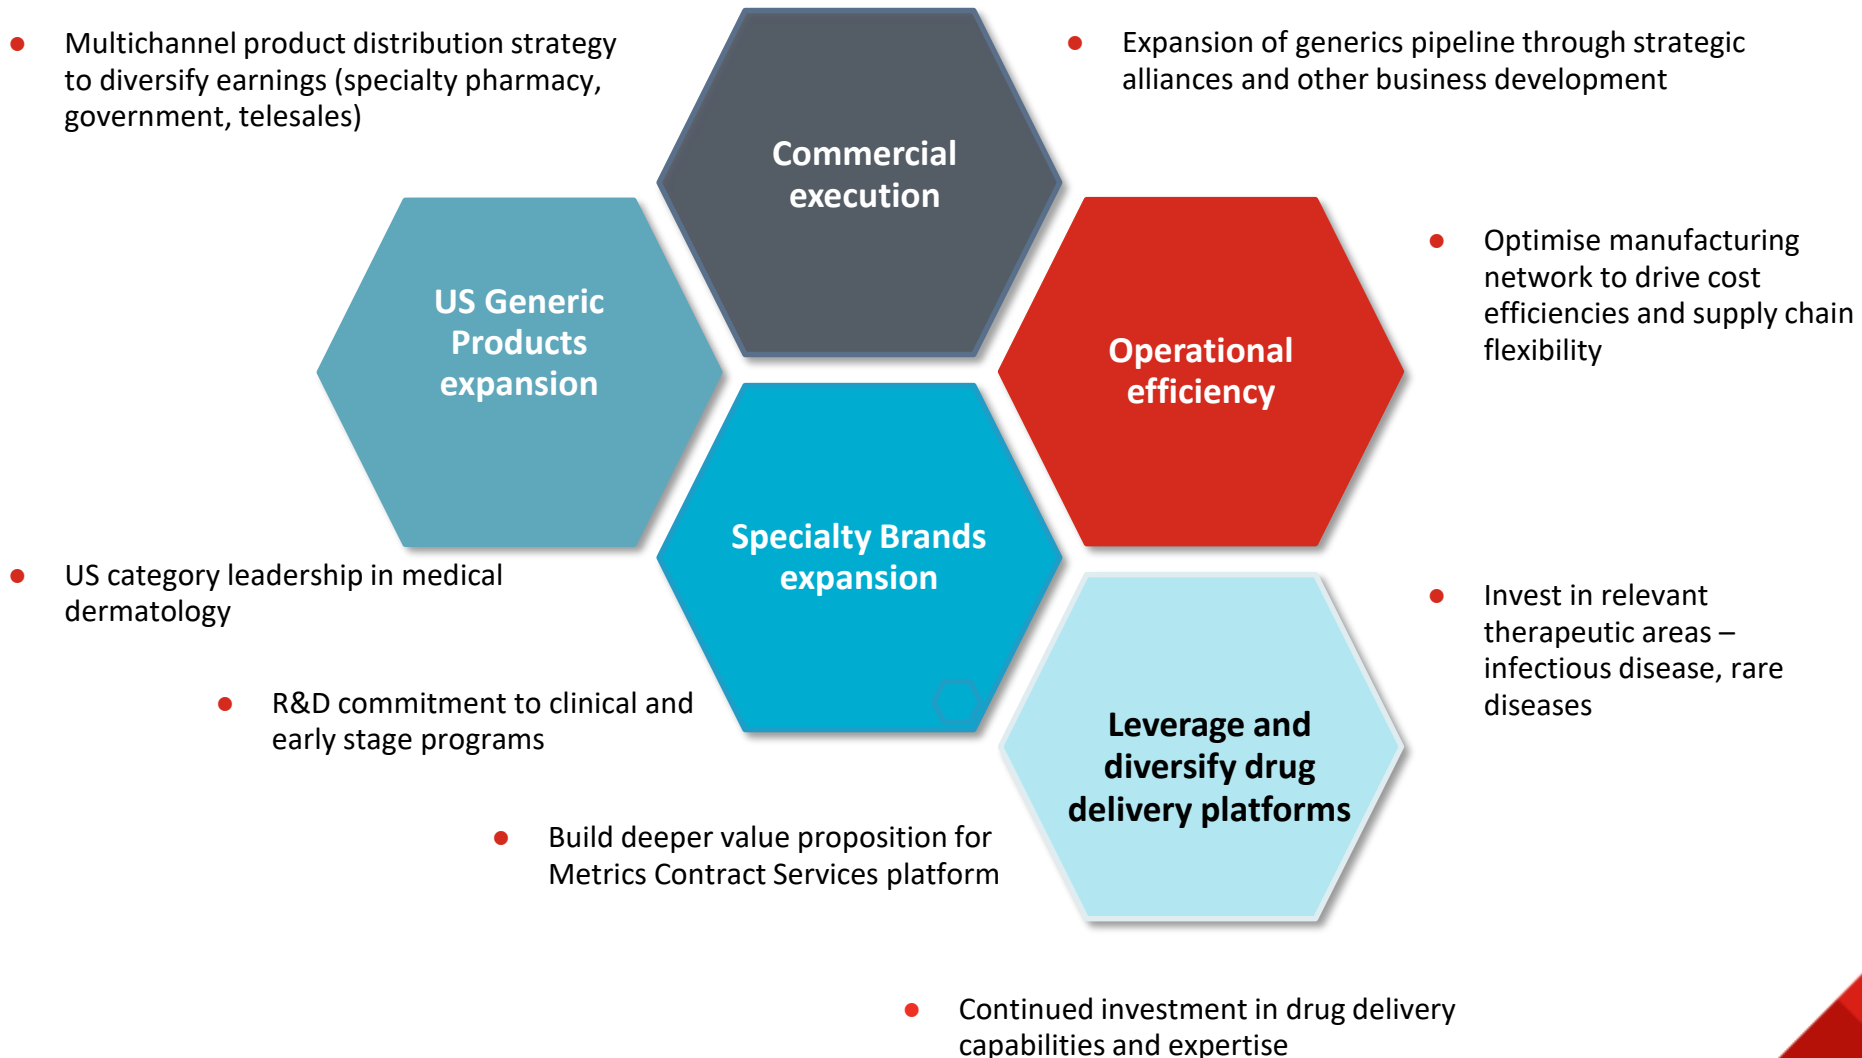 Multichannel product distribution strategy
to diversify earnings (specialty pharmacy,
government, telesales)
Expansion of generics pipeline through strategic
alliances and other business development
Commercial
execution
US Generic
Products
expansion
Operational
efficiency
Optimise manufacturing
network to drive cost
efficiencies and supply chain
flexibility
Specialty Brands
expansion
US category leadership in medical
dermatology
Invest in relevant
therapeutic areas –
infectious disease, rare
diseases
R&D commitment to clinical and
early stage programs
Leverage and
diversify drug
delivery platforms
Build deeper value proposition for
Metrics Contract Services platform
Continued investment in drug delivery
capabilities and expertise